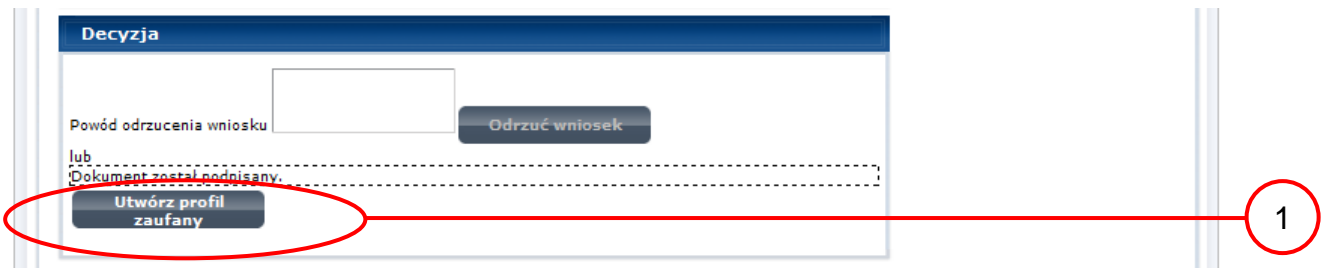 Decyzja
Powód odrzucenia wniosku
Odrzuć wniosek
lub
Dokument został podpisany.
Utwórz profil
zaufany
1